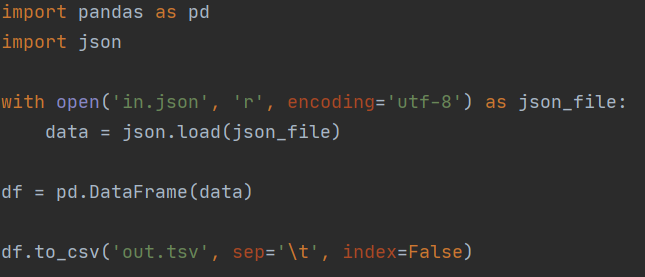 import pandas as pd
import json
with open('in.json', 'r', encoding='utf-8') as json_file:
    data = json.load(json_file)
df = pd.DataFrame(data)
df.to_csv('out.tsv', sep='\t', index=False)